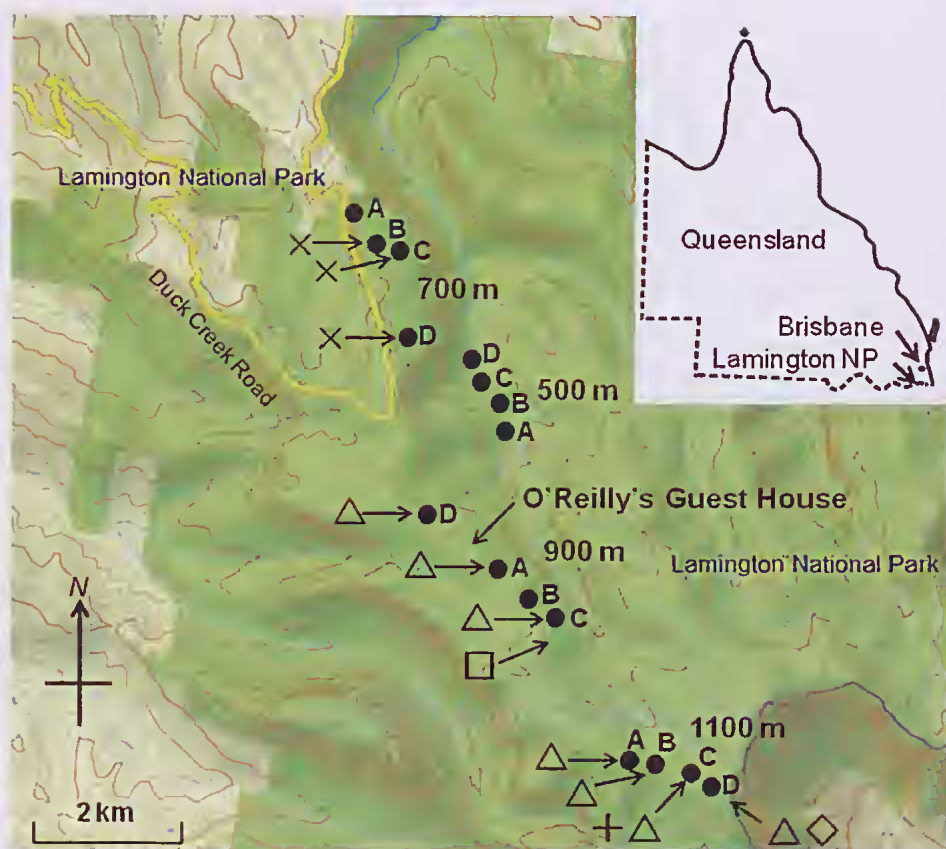 Lamington National Park
A
B
C
700 m
D
Duck Creek Road
D
C
500 m
B
A
Queensland
Brisbane
Lamington NP
D
O'Reilly's Guest House
900 m
A
Lamington National Park
B
C
N
1100 m
A
B
C
D
2 km